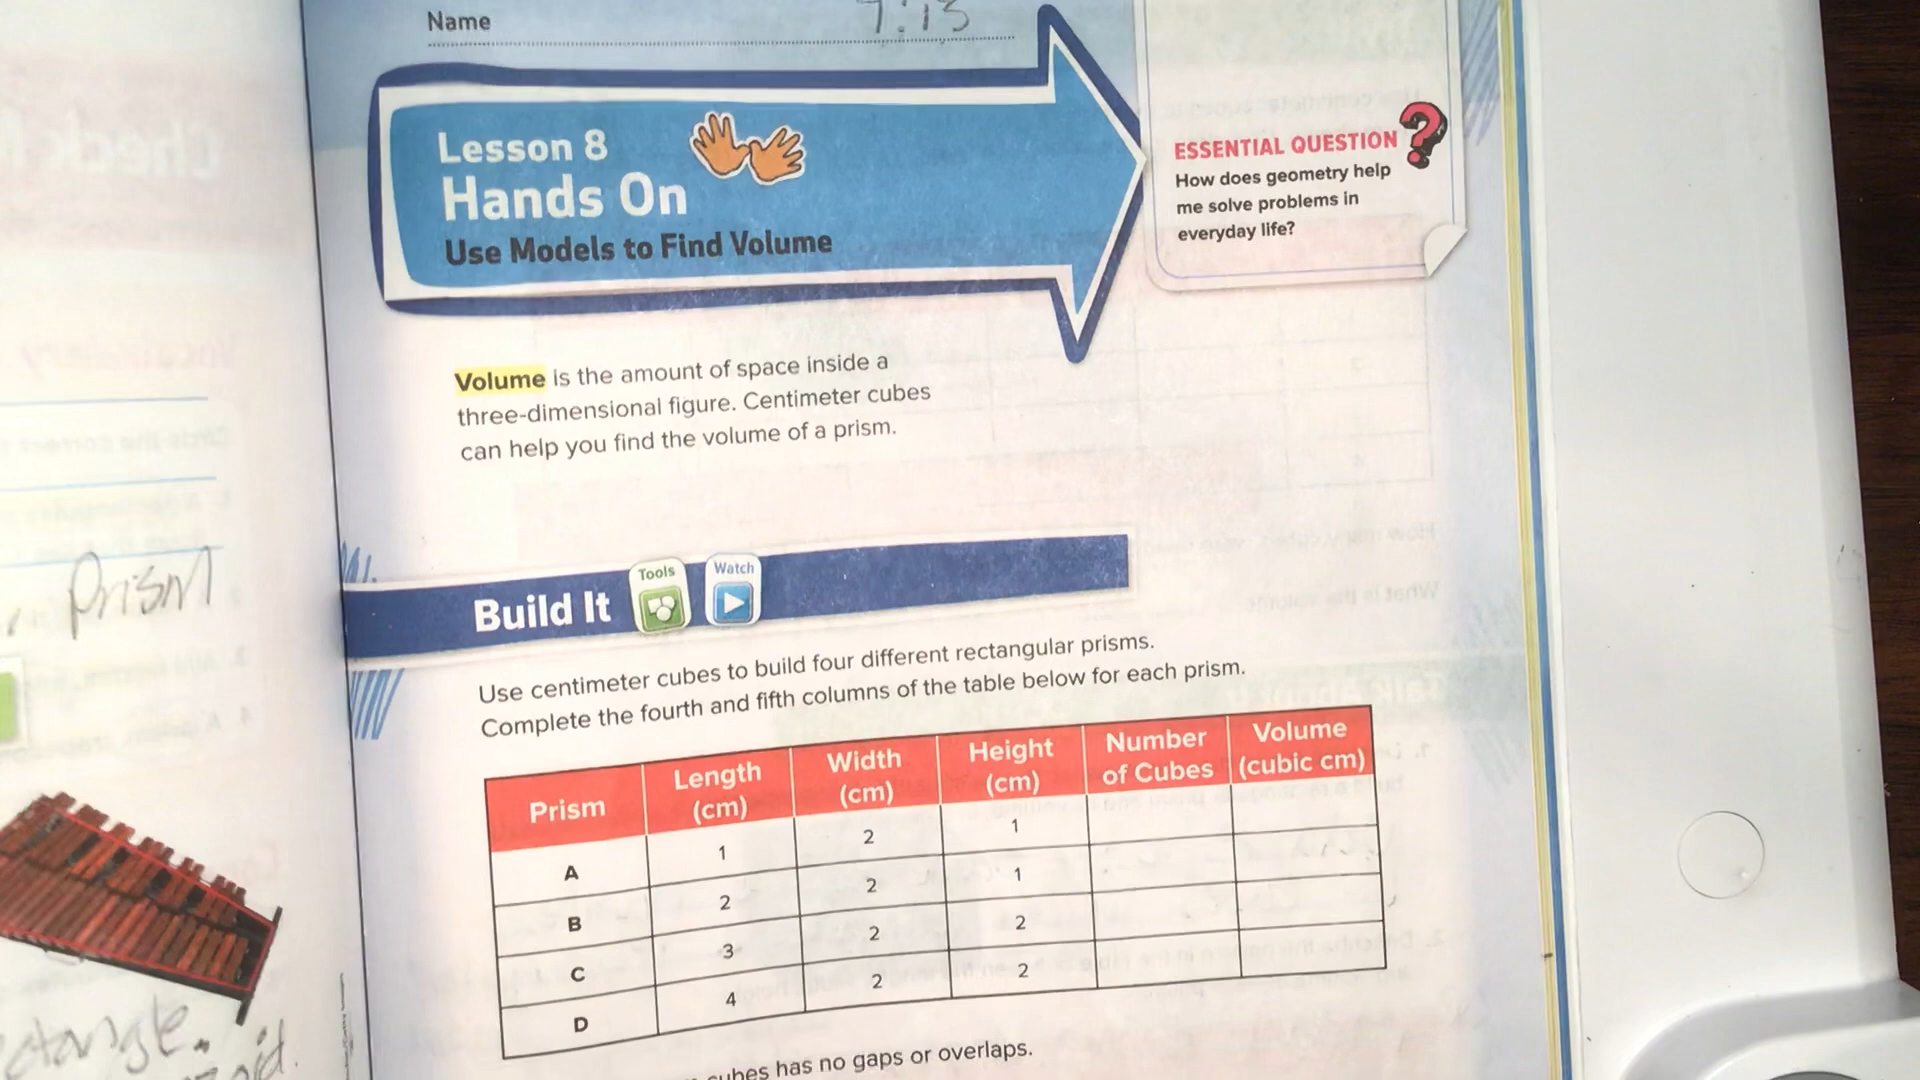 Name 7:15
Lesson 8
Hands On
Use Models to Find Volume
ESSENTIAL QUESTION ?
How does geometry help
me solve problems in
everyday life?
Volume is the amount of space inside a
three-dimensional figure. Centimeter cubes
can help you find the volume of a prism.
Prism
Build It Tools Watch
Use centimeter cubes to build four different rectangular prisms.
Complete the fourth and fifth columns of the table below for each prism.
Prism Length (cm) Width (cm) Height (cm) Number of Cubes Volume (cubic cm)
A 1 2 1
B 2 2 1
C 3 2 2
D 4 2 2
cubes has no gaps or overlaps.